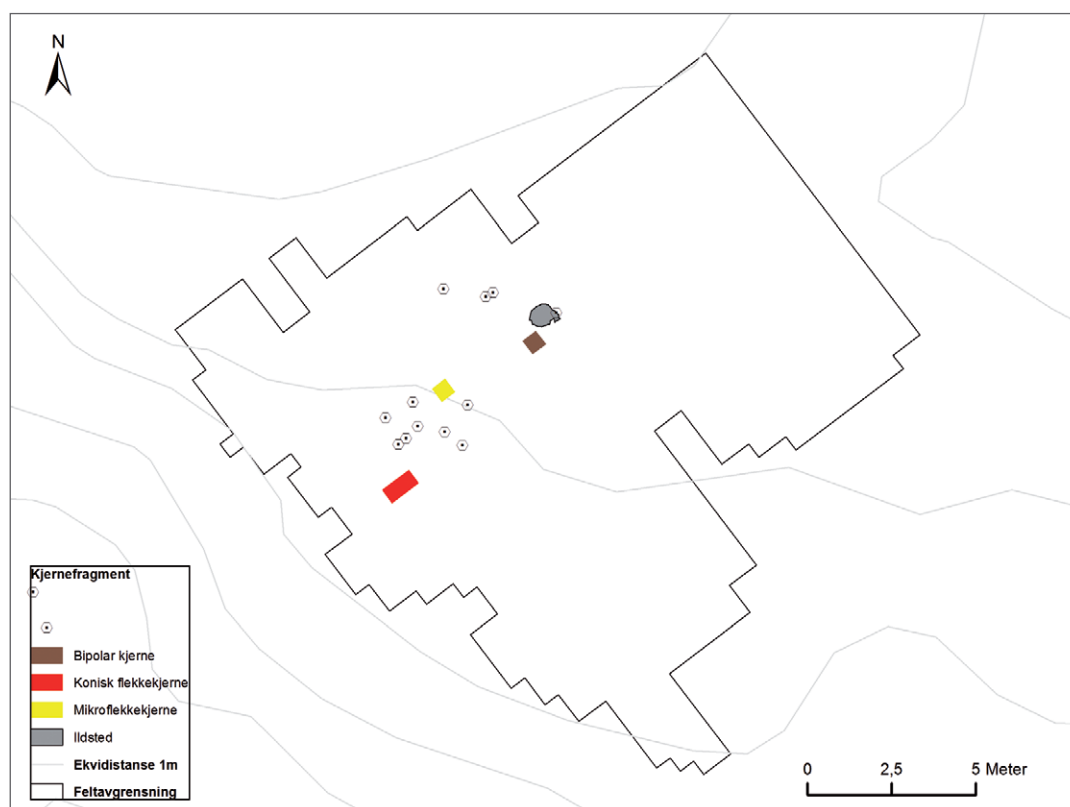 N
Kjernefragment
Bipolar kjerne
Konisk flekkekjerne
Mikroflekkekjerne
Ildsted
Ekvidistanse 1m
Feltavgrensning
0 2,5 5 Meter